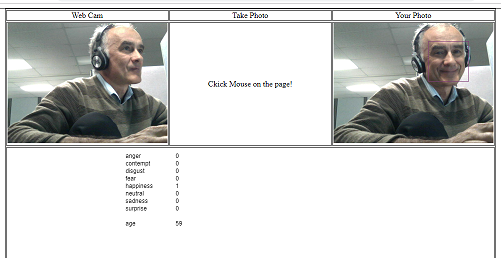 Web Cam Take Photo Your Photo
Ckick Mouse on the page!
anger 0
contempt 0
disgust 0
fear 0
happiness 1
neutral 0
sadness 0
surprise 0
age 59